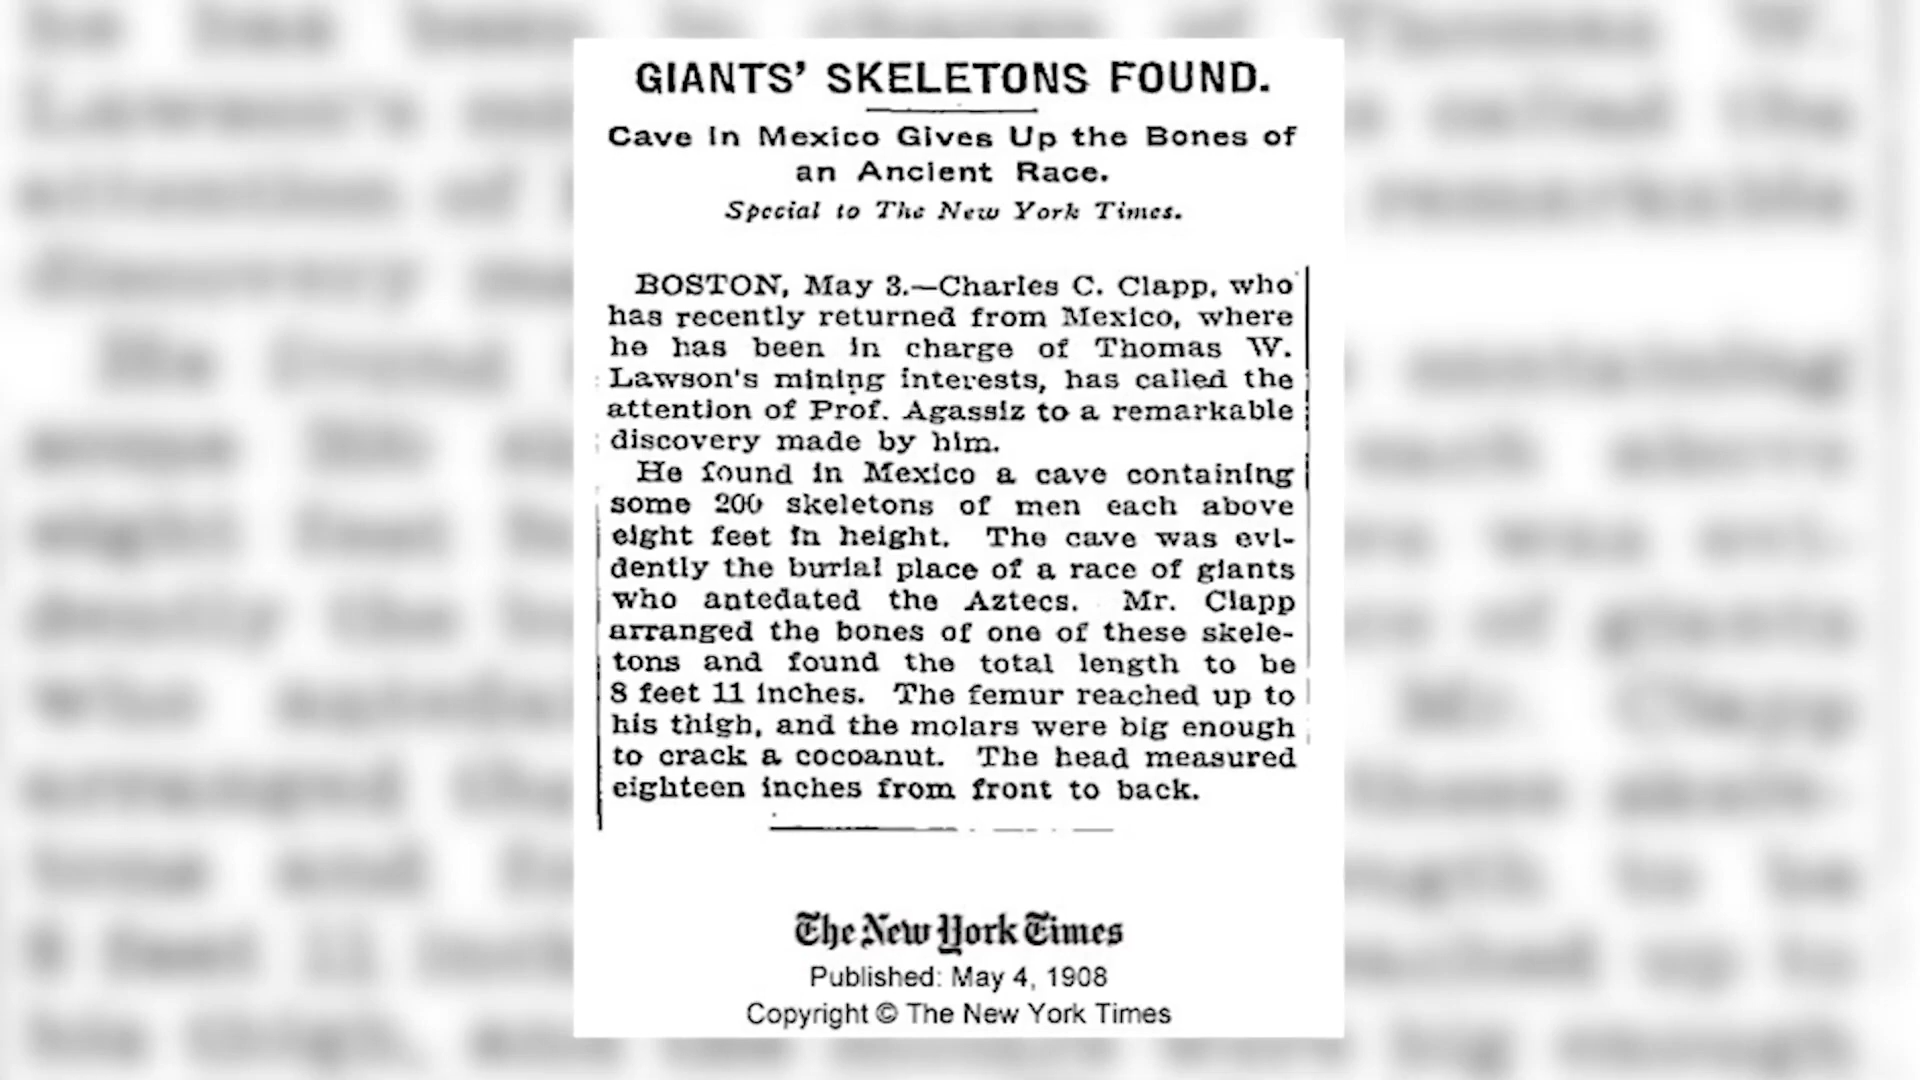 GIANTS' SKELETONS FOUND.
Cave in Mexico Gives Up the Bones of
an Ancient Race.
Special to The New York Times.
BOSTON, May 3.—Charles C. Clapp, who
has recently returned from Mexico, where
he has been in charge of Thomas W.
Lawson's mining interests, has called the
attention of Prof. Agassiz to a remarkable
discovery made by him.
He found in Mexico a cave containing
some 200 skeletons of men each above
eight feet in height. The cave was evi-
dently the burial place of a race of giants
who antedated the Aztecs. Mr. Clapp
arranged the bones of one of these skele-
tons and found the total length to be
8 feet 11 inches. The femur reached up to
his thigh, and the molars were big enough
to crack a cocoanut. The head measured
eighteen inches from front to back.
The New York Times
Published: May 4, 1908
Copyright © The New York Times